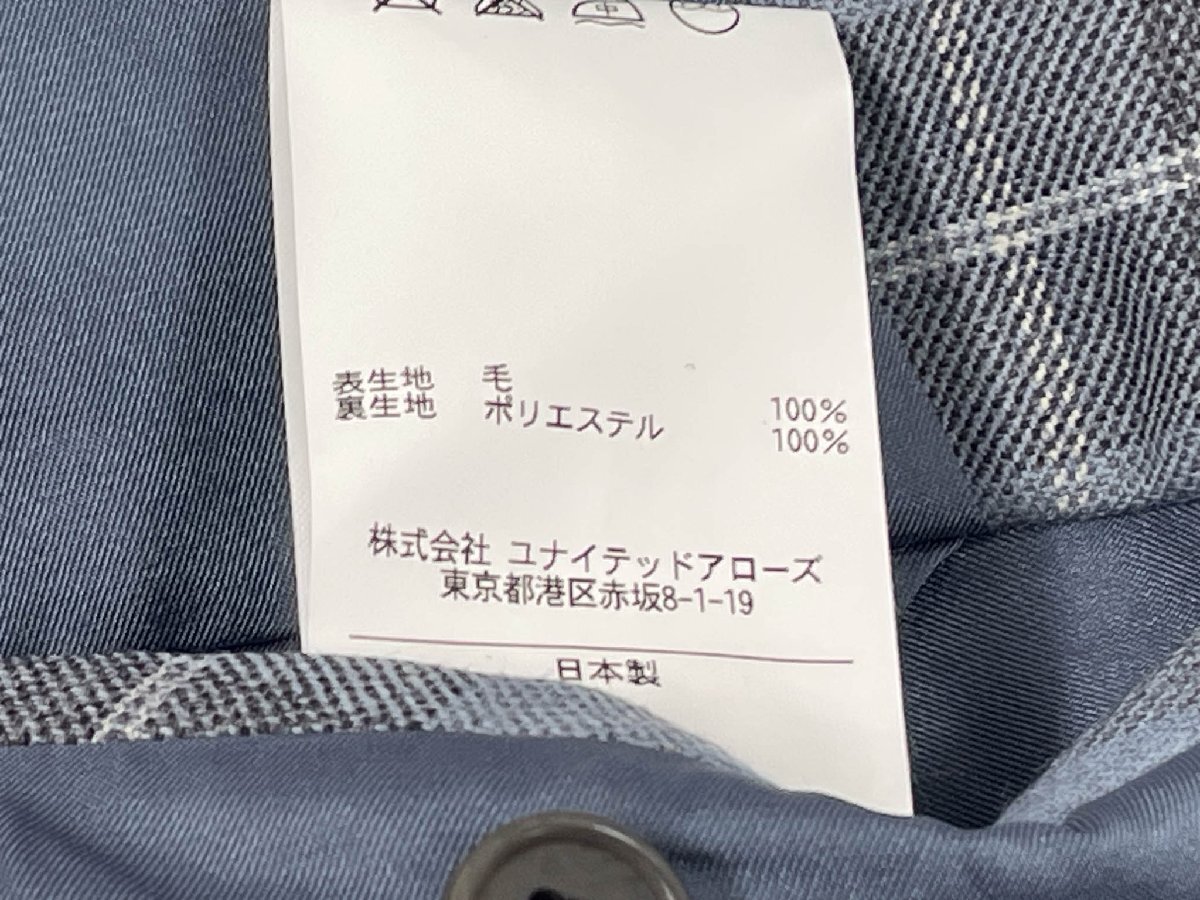 表生地 毛 100%
裏生地 ポリエステル 100%
株式会社 ユナイテッドアローズ
東京都港区赤坂8-1-19
日本製